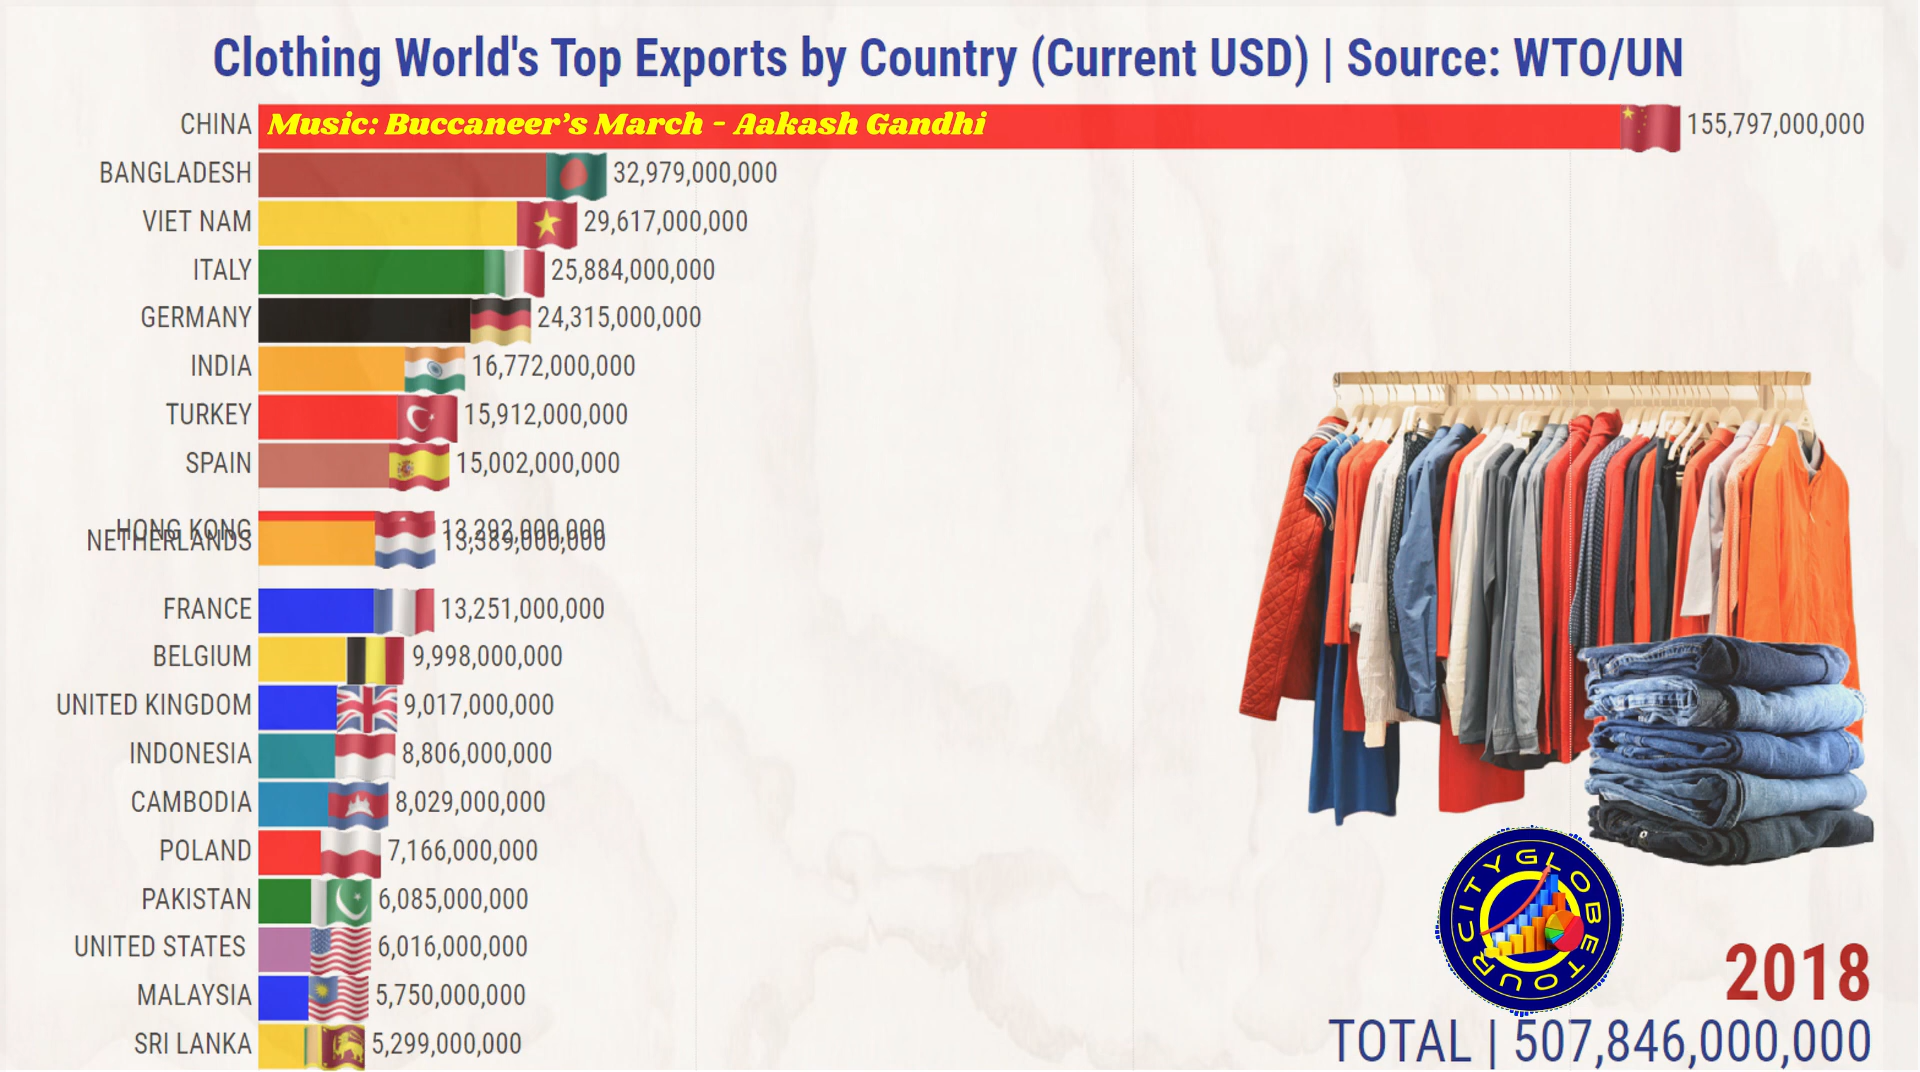 Clothing World's Top Exports by Country (Current USD) | Source: WTO/UN
CHINA Music: Buccaneer's March - Aakash Gandhi 155,797,000,000
BANGLADESH 32,979,000,000
VIET NAM 29,617,000,000
ITALY 25,884,000,000
GERMANY 24,315,000,000
INDIA 16,772,000,000
TURKEY 15,912,000,000
SPAIN 15,002,000,000
HONG KONG
NETHERLANDS 13,389,000,000
FRANCE 13,251,000,000
BELGIUM 9,998,000,000
UNITED KINGDOM 9,017,000,000
INDONESIA 8,806,000,000
CAMBODIA 8,029,000,000
POLAND 7,166,000,000
PAKISTAN 6,085,000,000
UNITED STATES 6,016,000,000
MALAYSIA 5,750,000,000
SRI LANKA 5,299,000,000
CITYGLOBETOUR
2018
TOTAL | 507,846,000,000